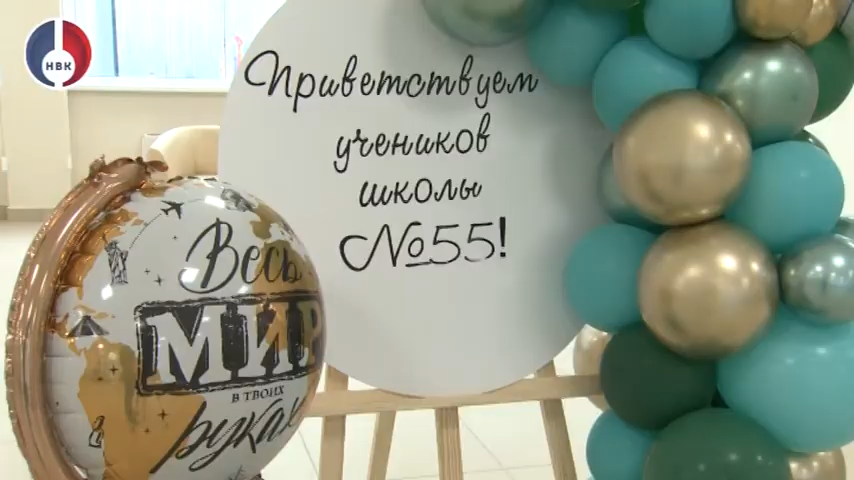 НВК
Приветствуем
учеников
школы
№55!
Весь
МИР
В ТВОИХ
руках